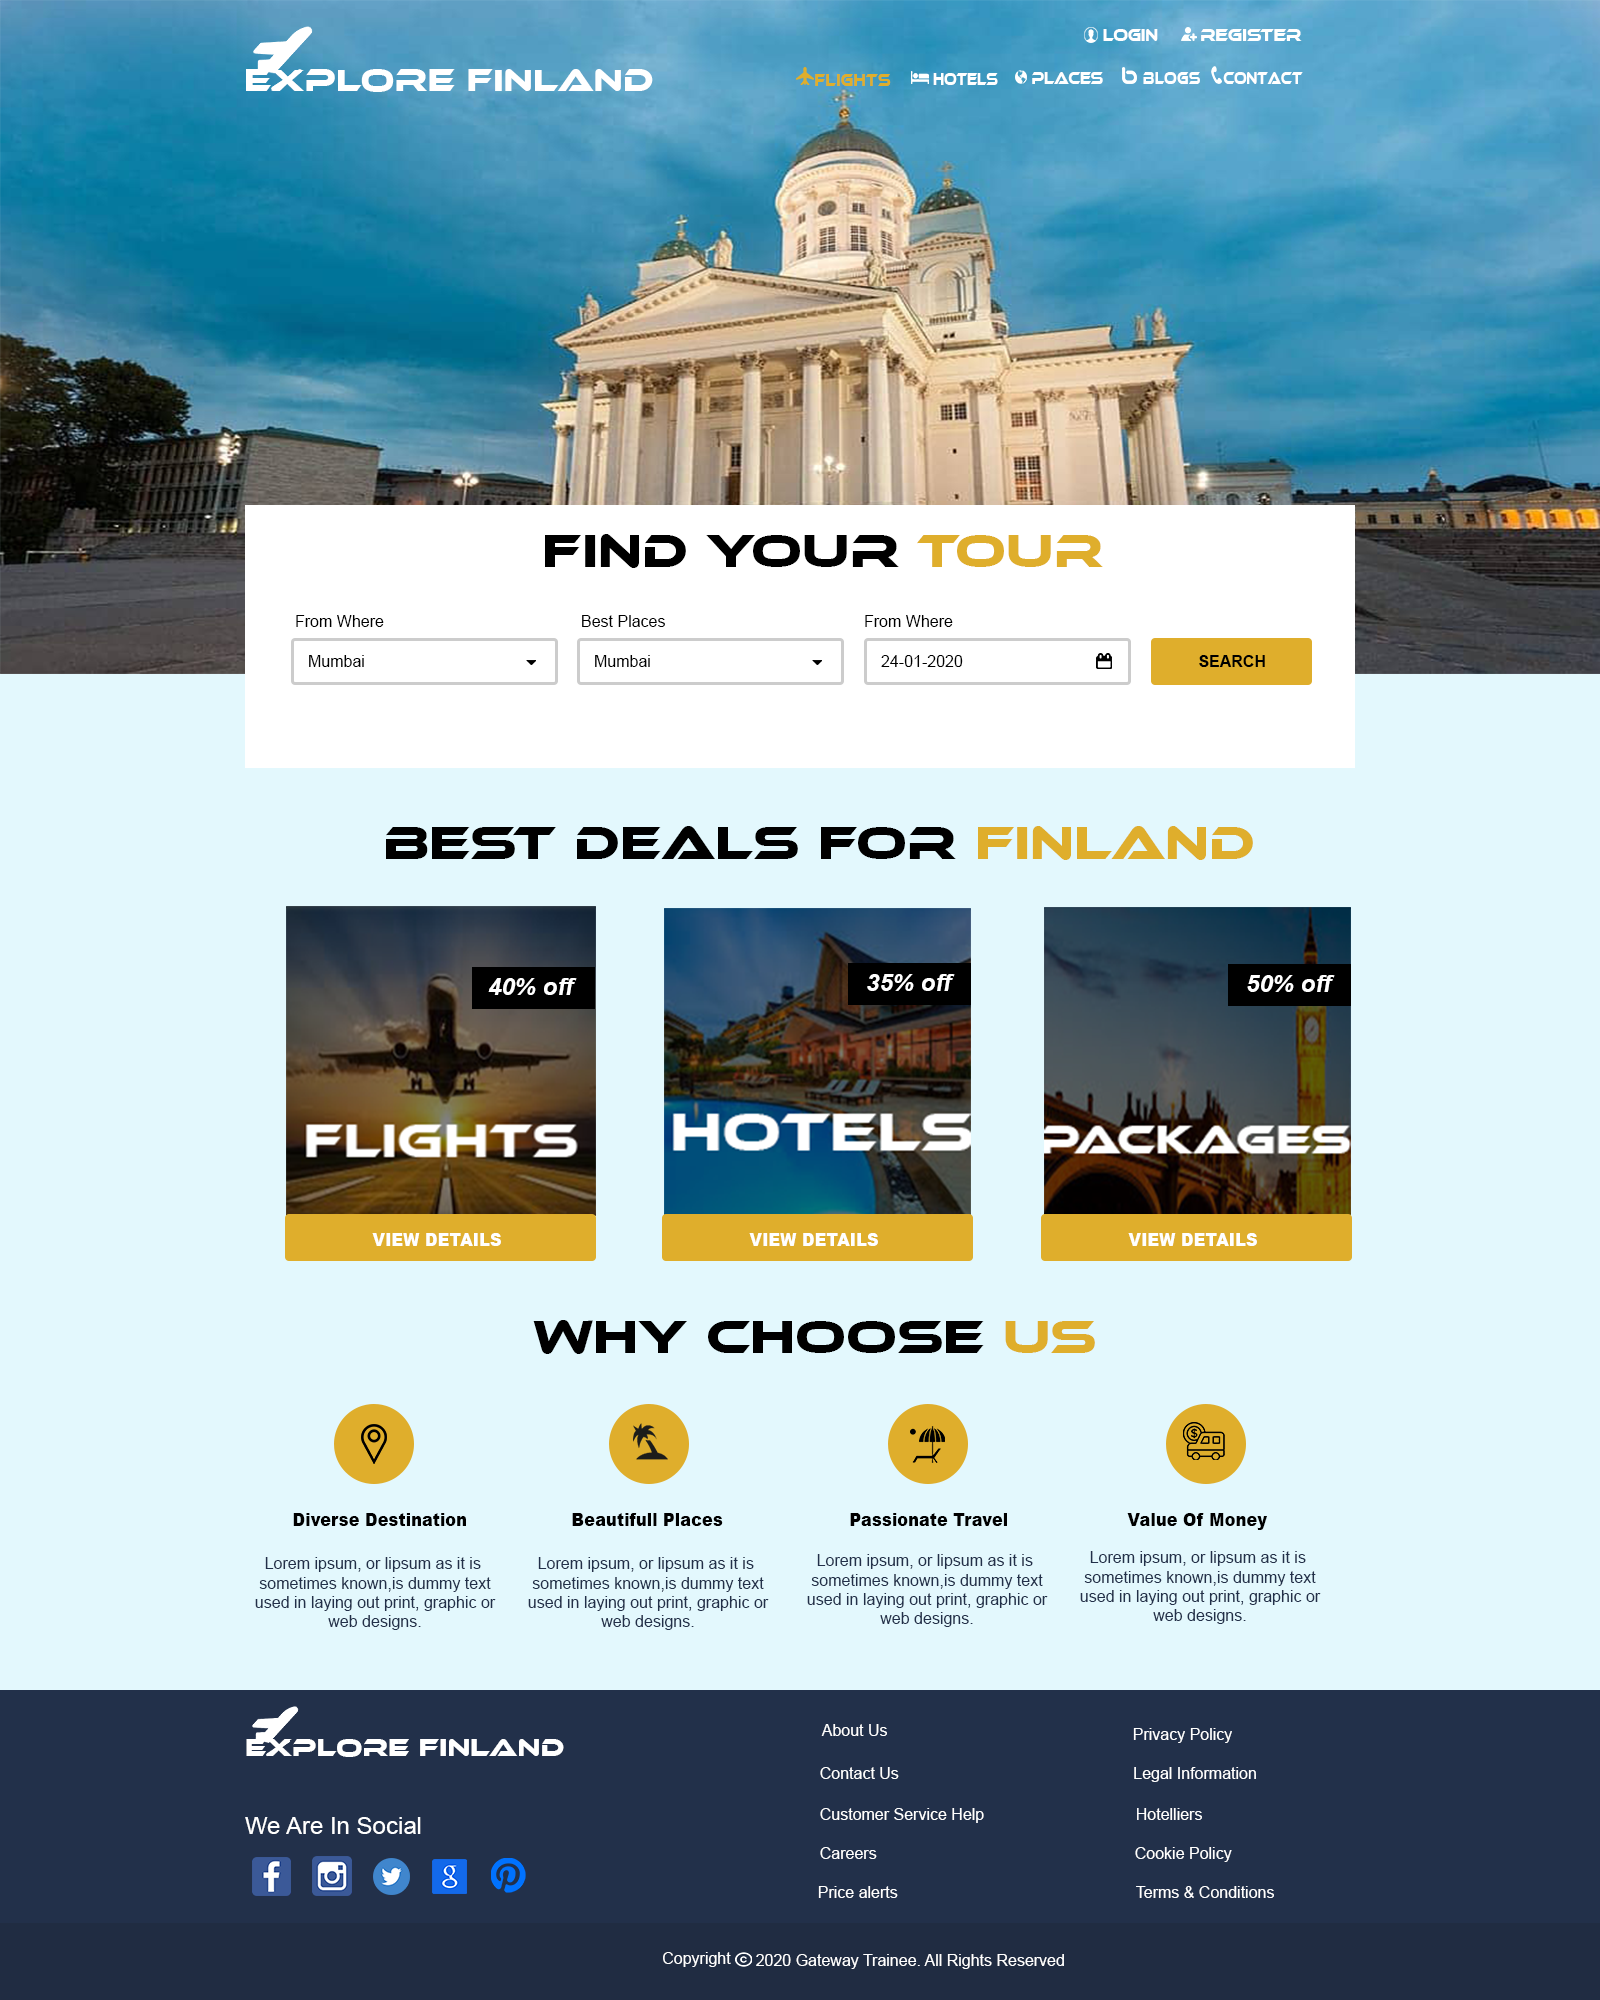 LOGIN REGISTER
EXPLORE FINLAND
FLIGHTS HOTELS PLACES BLOGS CONTACT
FIND YOUR TOUR
From Where Best Places From Where
Mumbai Mumbai 24-01-2020 SEARCH
BEST DEALS FOR FINLAND
40% off 35% off 50% off
FLIGHTS HOTELS PACKAGES
VIEW DETAILS VIEW DETAILS VIEW DETAILS
WHY CHOOSE US
Diverse Destination
Lorem ipsum, or lipsum as it is
sometimes known,is dummy text
used in laying out print, graphic or
web designs.
Beautifull Places
Lorem ipsum, or lipsum as it is
sometimes known,is dummy text
used in laying out print, graphic or
web designs.
Passionate Travel
Lorem ipsum, or lipsum as it is
sometimes known,is dummy text
used in laying out print, graphic or
web designs.
Value Of Money
Lorem ipsum, or lipsum as it is
sometimes known,is dummy text
used in laying out print, graphic or
web designs.
EXPLORE FINLAND
We Are In Social
About Us
Contact Us
Customer Service Help
Careers
Price alerts
Privacy Policy
Legal Information
Hotelliers
Cookie Policy
Terms & Conditions
Copyright © 2020 Gateway Trainee. All Rights Reserved